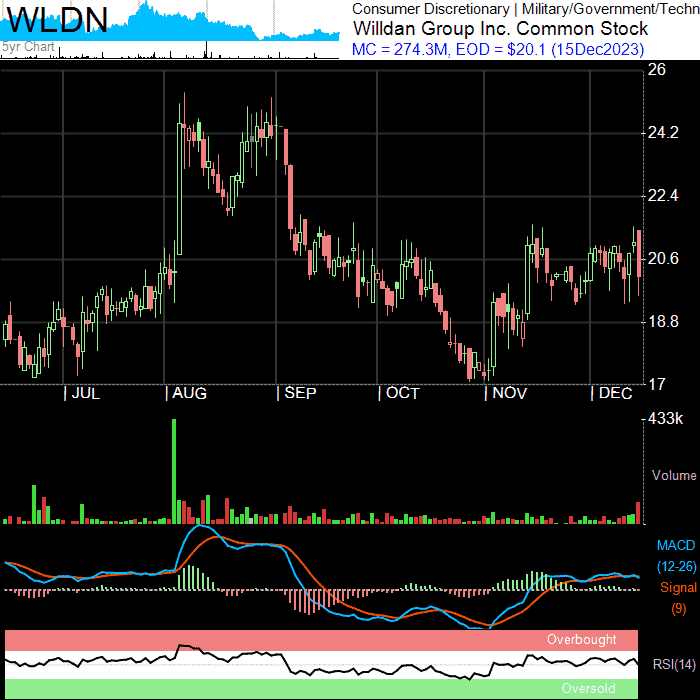 WLDN
5yr Chart
Consumer Discretionary | Military/Government/Techn
Willdan Group Inc. Common Stock
MC = 274.3M, EOD = $20.1 (15Dec2023)
26
24.2
22.4
20.6
18.8
17
| JUL | AUG | SEP | OCT | NOV | DEC
433k
Volume
MACD
(12-26)
Signal
(9)
Overbought
RSI(14)
Oversold